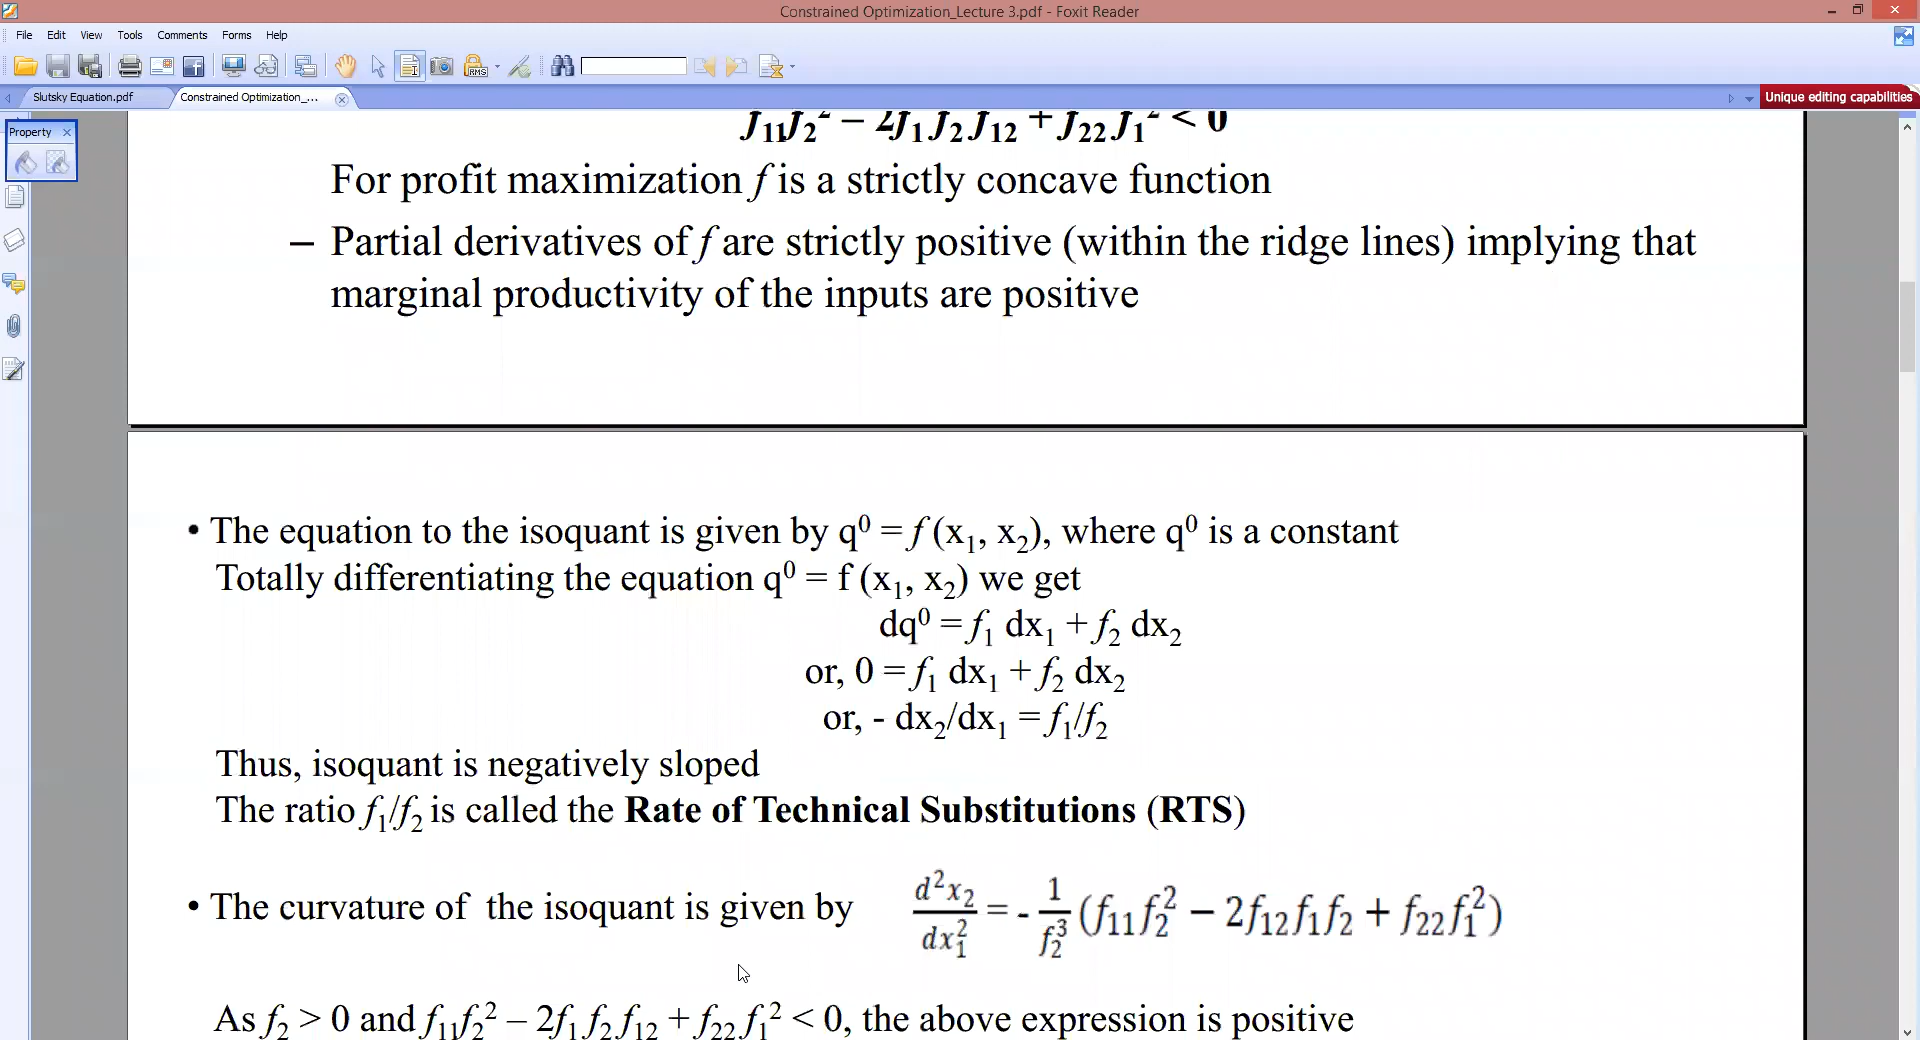 Constrained Optimization_Lecture 3.pdf - Foxit Reader
File Edit View Tools Comments Forms Help
Slutsky Equation.pdf Constrained Optimization_... Unique editing capabilities
Property
f₁₁f₂² − 2f₁f₂f₁₂ + f₂₂f₁² < 0
For profit maximization f is a strictly concave function
– Partial derivatives of f are strictly positive (within the ridge lines) implying that
marginal productivity of the inputs are positive
• The equation to the isoquant is given by q⁰ = f (x₁, x₂), where q⁰ is a constant
Totally differentiating the equation q⁰ = f (x₁, x₂) we get
dq⁰ = f₁ dx₁ + f₂ dx₂
or, 0 = f₁ dx₁ + f₂ dx₂
or, - dx₂/dx₁ = f₁/f₂
Thus, isoquant is negatively sloped
The ratio f₁/f₂ is called the Rate of Technical Substitutions (RTS)
• The curvature of the isoquant is given by d²x₂/dx₁² = - 1/f₂³ (f₁₁f₂² − 2f₁₂f₁f₂ + f₂₂f₁²)
As f₂ > 0 and f₁₁f₂² – 2f₁ f₂ f₁₂ + f₂₂ f₁² < 0, the above expression is positive